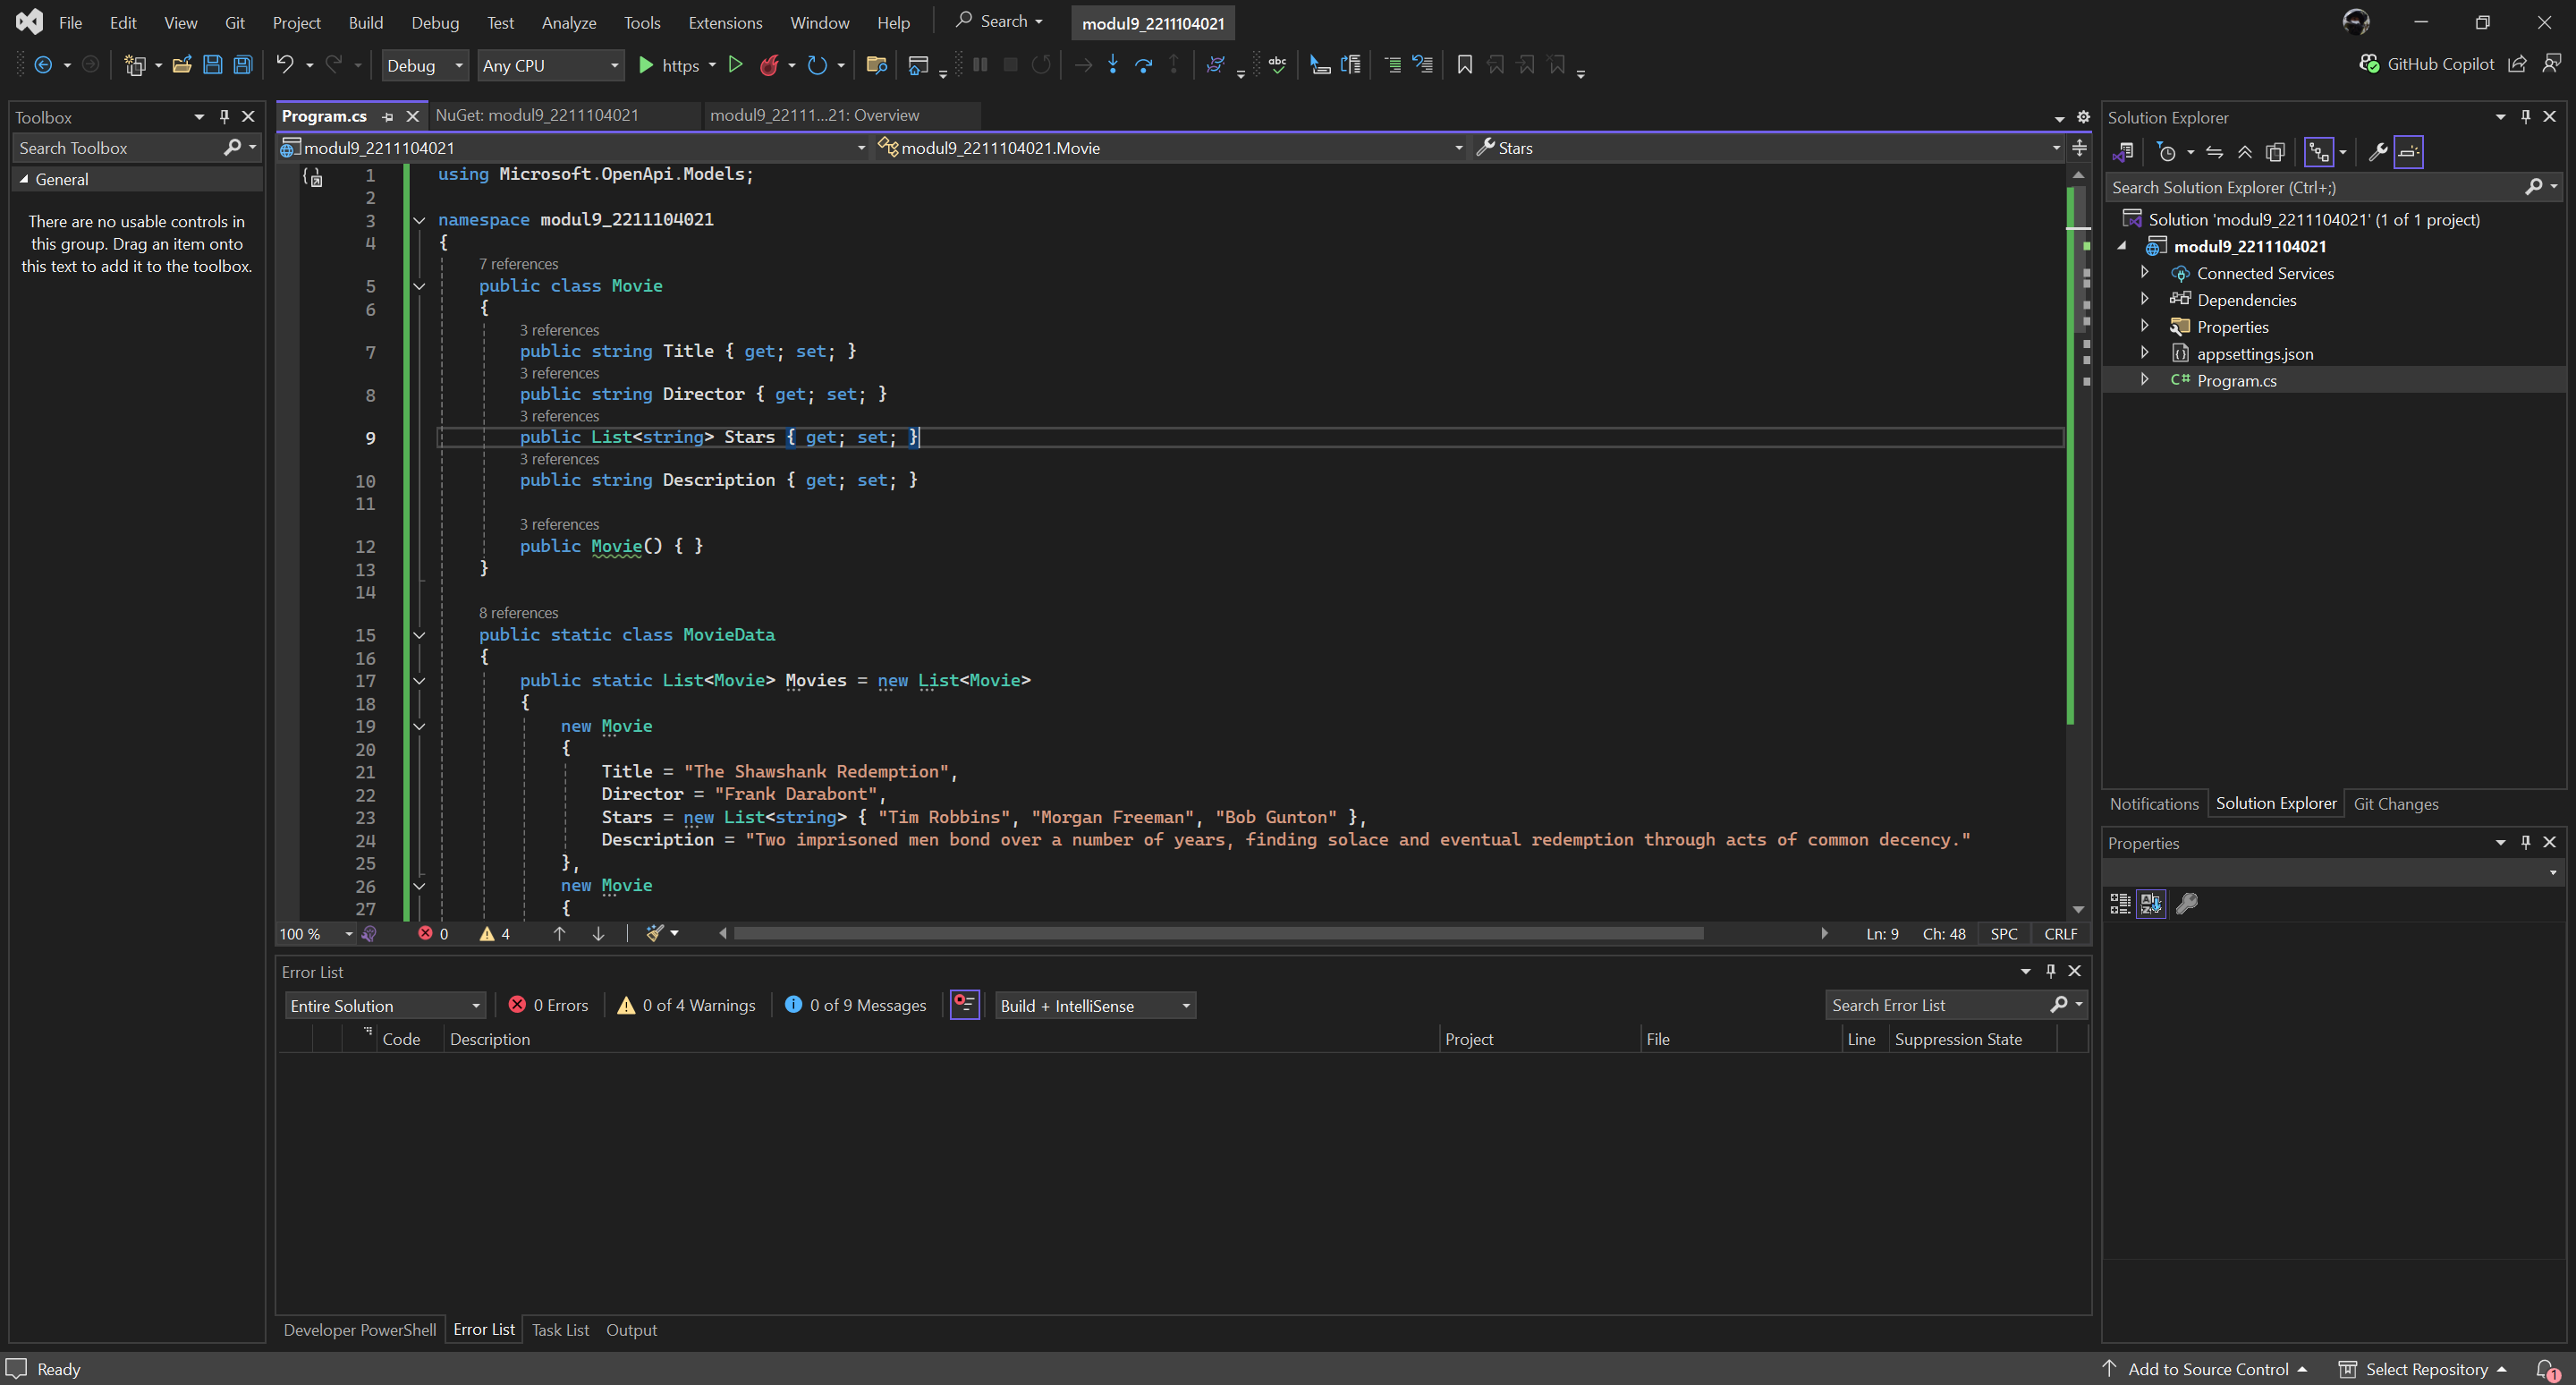 File Edit View Git Project Build Debug Test Analyze Tools Extensions Window Help Search modul9_2211104021
Debug Any CPU https abc GitHub Copilot
Toolbox
Search Toolbox
General
There are no usable controls in
this group. Drag an item onto
this text to add it to the toolbox.
Program.cs NuGet: modul9_2211104021 modul9_22111...21: Overview
modul9_2211104021 modul9_2211104021.Movie Stars
1 using Microsoft.OpenApi.Models;
2
3 namespace modul9_2211104021
4 {
7 references
5 public class Movie
6 {
3 references
7 public string Title { get; set; }
3 references
8 public string Director { get; set; }
3 references
9 public List<string> Stars { get; set; }
3 references
10 public string Description { get; set; }
11
3 references
12 public Movie() { }
13 }
14
8 references
15 public static class MovieData
16 {
17 public static List<Movie> Movies = new List<Movie>
18 {
19 new Movie
20 {
21 Title = "The Shawshank Redemption",
22 Director = "Frank Darabont",
23 Stars = new List<string> { "Tim Robbins", "Morgan Freeman", "Bob Gunton" },
24 Description = "Two imprisoned men bond over a number of years, finding solace and eventual redemption through acts of common decency."
25 },
26 new Movie
27 {
100 % 0 4 Ln: 9 Ch: 48 SPC CRLF
Error List
Entire Solution 0 Errors 0 of 4 Warnings 0 of 9 Messages Build + IntelliSense Search Error List
Code Description Project File Line Suppression State
Developer PowerShell Error List Task List Output
Solution Explorer
Search Solution Explorer (Ctrl+;)
Solution 'modul9_2211104021' (1 of 1 project)
modul9_2211104021
Connected Services
Dependencies
Properties
appsettings.json
C# Program.cs
Notifications Solution Explorer Git Changes
Properties
Ready Add to Source Control Select Repository 1